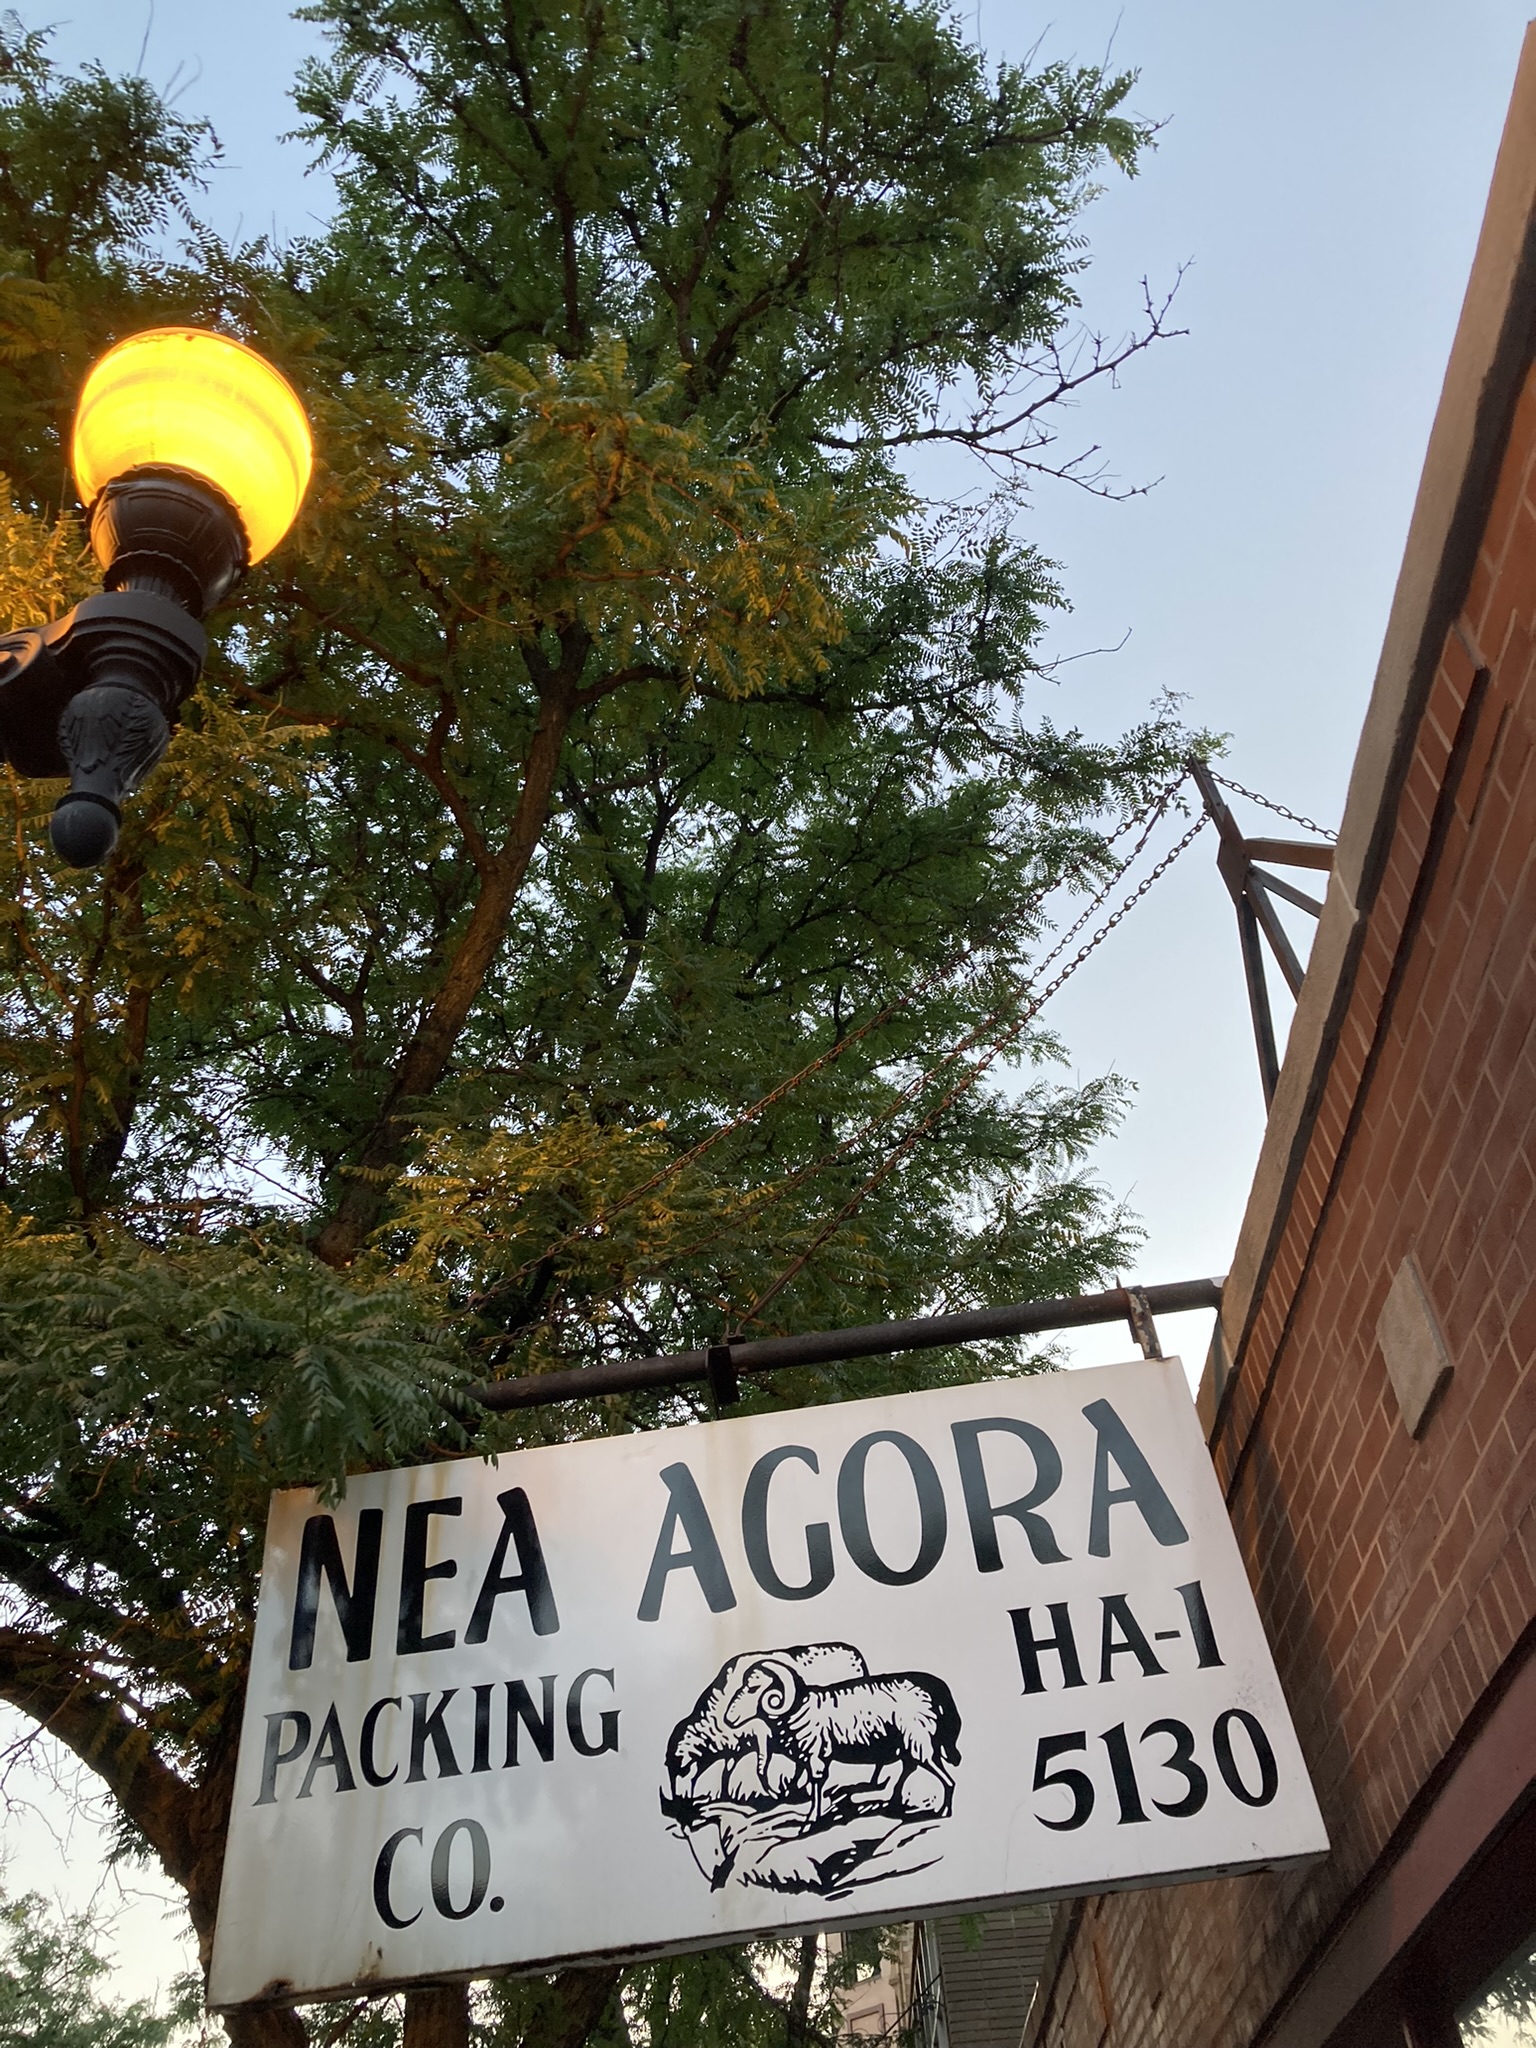 NEA AGORA
PACKING
CO.
HA-1
5130